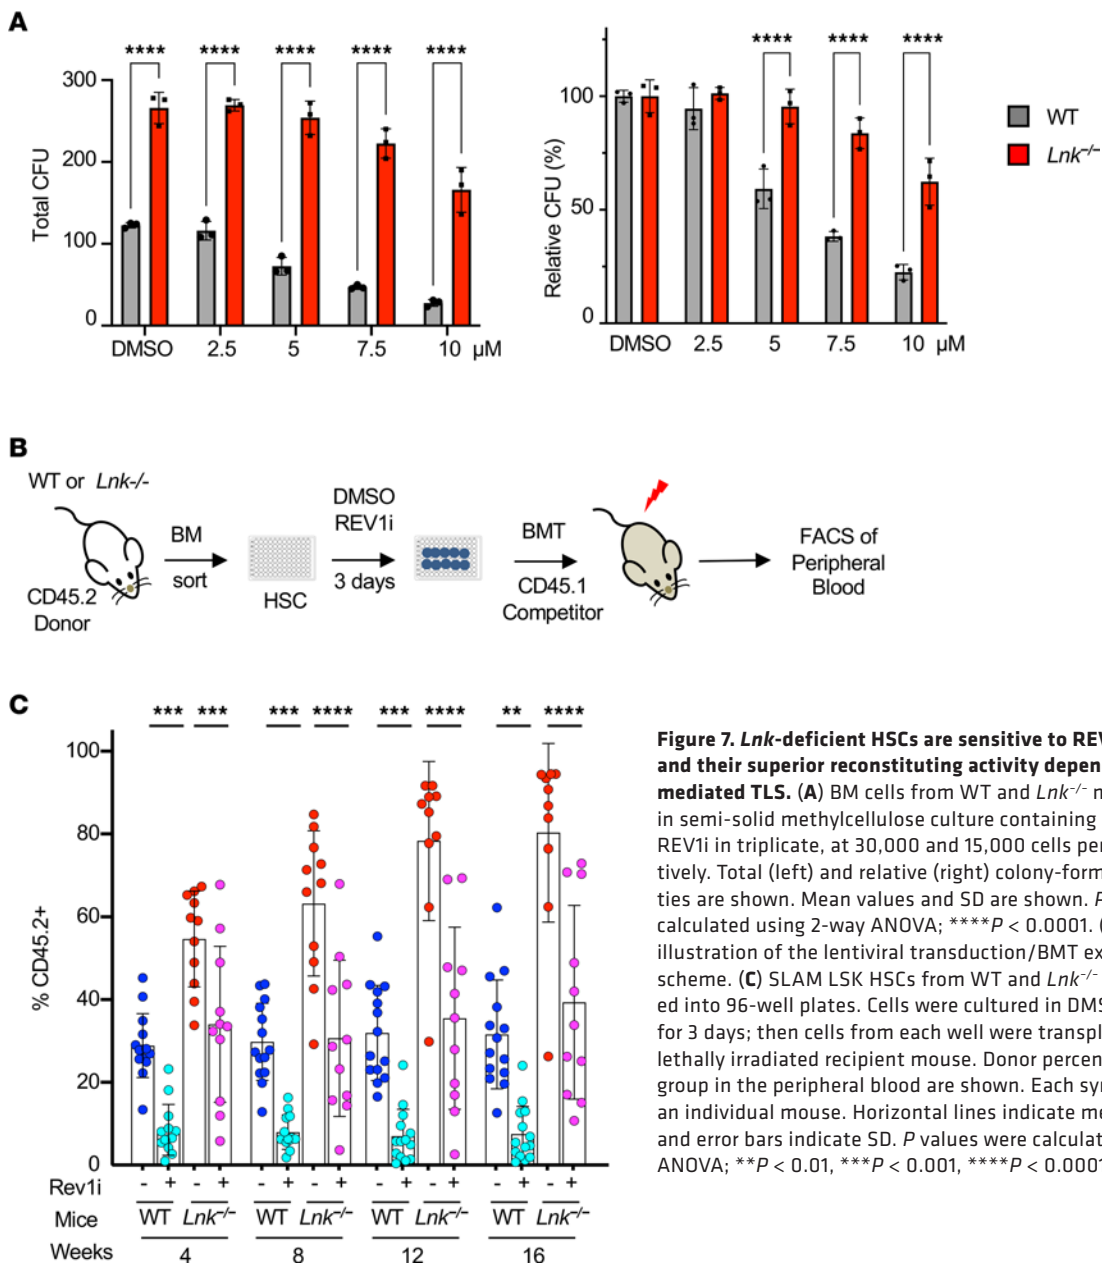 A
**** **** **** **** ****
300
200
100
0
Total CFU
DMSO 2.5 5 7.5 10 µM
**** **** ****
100
50
0
Relative CFU (%)
DMSO 2.5 5 7.5 10 µM
WT
Lnk−/−
B
WT or Lnk-/-
CD45.2
Donor
BM
sort
HSC
DMSO
REV1i
3 days
BMT
CD45.1
Competitor
FACS of
Peripheral
Blood
C
*** *** *** **** *** **** ** ****
100
80
60
40
20
0
% CD45.2+
Rev1i - + - + - + - + - + - + - + - +
Mice WT Lnk−/− WT Lnk−/− WT Lnk−/− WT Lnk−/−
Weeks 4 8 12 16
Figure 7. Lnk-deficient HSCs are sensitive to REV
and their superior reconstituting activity depen
mediated TLS. (A) BM cells from WT and Lnk−/− m
in semi-solid methylcellulose culture containing
REV1i in triplicate, at 30,000 and 15,000 cells per
tively. Total (left) and relative (right) colony-form
ties are shown. Mean values and SD are shown. P
calculated using 2-way ANOVA; ****P < 0.0001. (
illustration of the lentiviral transduction/BMT ex
scheme. (C) SLAM LSK HSCs from WT and Lnk−/−
ed into 96-well plates. Cells were cultured in DMS
for 3 days; then cells from each well were transpl
lethally irradiated recipient mouse. Donor percen
group in the peripheral blood are shown. Each sy
an individual mouse. Horizontal lines indicate me
and error bars indicate SD. P values were calculat
ANOVA; **P < 0.01, ***P < 0.001, ****P < 0.0001